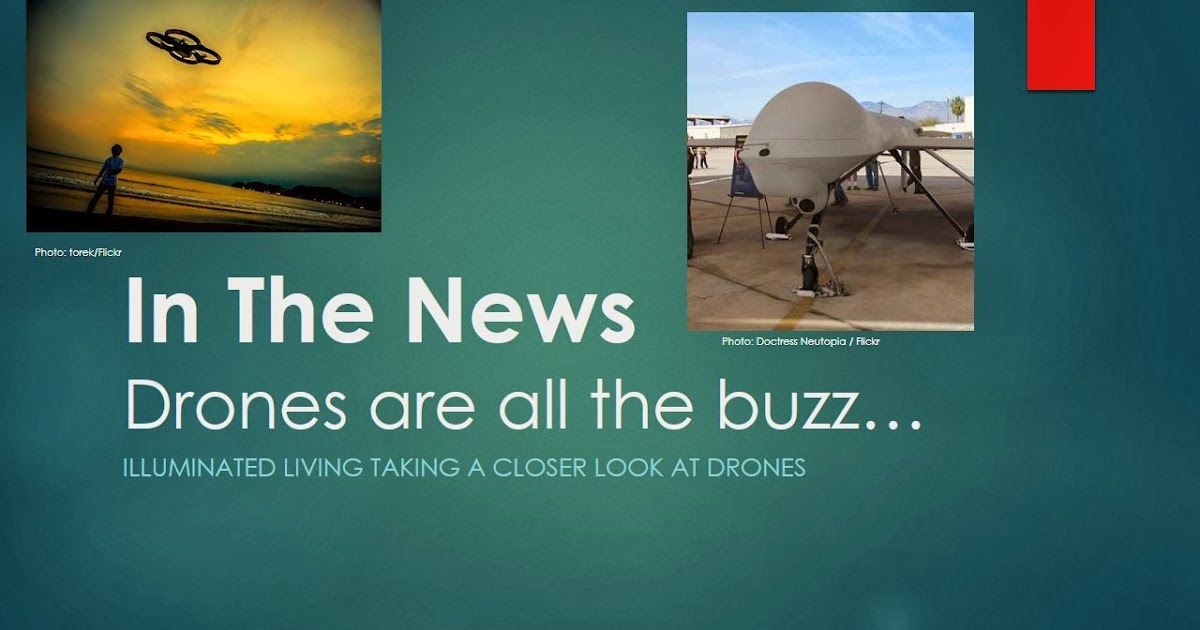 Photo: torek/Flickr
Photo: Doctress Neutopia / Flickr
In The News
Drones are all the buzz…
ILLUMINATED LIVING TAKING A CLOSER LOOK AT DRONES